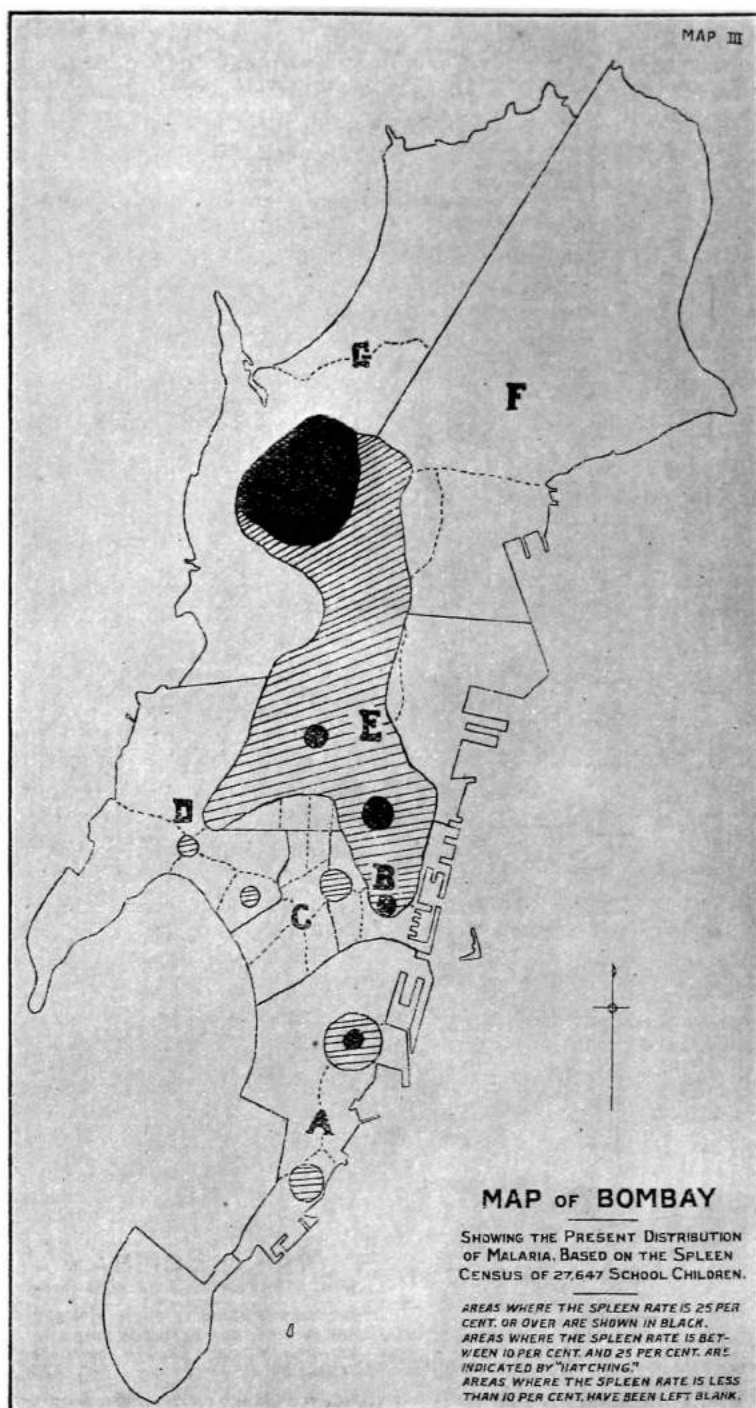 MAP III
G
F
E
D
B
C
A
MAP OF BOMBAY
SHOWING THE PRESENT DISTRIBUTION
OF MALARIA, BASED ON THE SPLEEN
CENSUS OF 27,647 SCHOOL CHILDREN.
AREAS WHERE THE SPLEEN RATE IS 25 PER
CENT. OR OVER ARE SHOWN IN BLACK.
AREAS WHERE THE SPLEEN RATE IS BET-
WEEN 10 PER CENT. AND 25 PER CENT. ARE
INDICATED BY "HATCHING."
AREAS WHERE THE SPLEEN RATE IS LESS
THAN 10 PER CENT. HAVE BEEN LEFT BLANK.